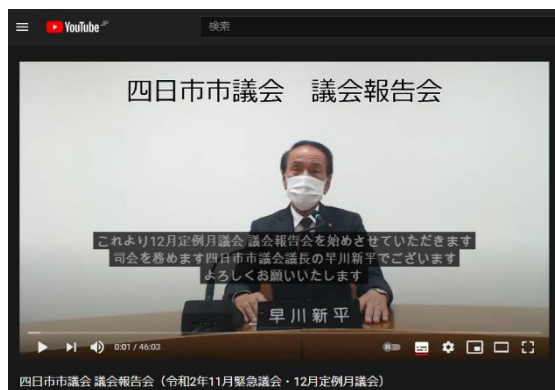 YouTube JP
検索
四日市市議会　議会報告会
これより12月定例月議会 議会報告会を始めさせていただきます
司会を務めます四日市市議会議長の早川新平でございます
よろしくお願いいたします
早川新平
0:01 / 46:03
四日市市議会 議会報告会（令和2年11月緊急議会・12月定例月議会）